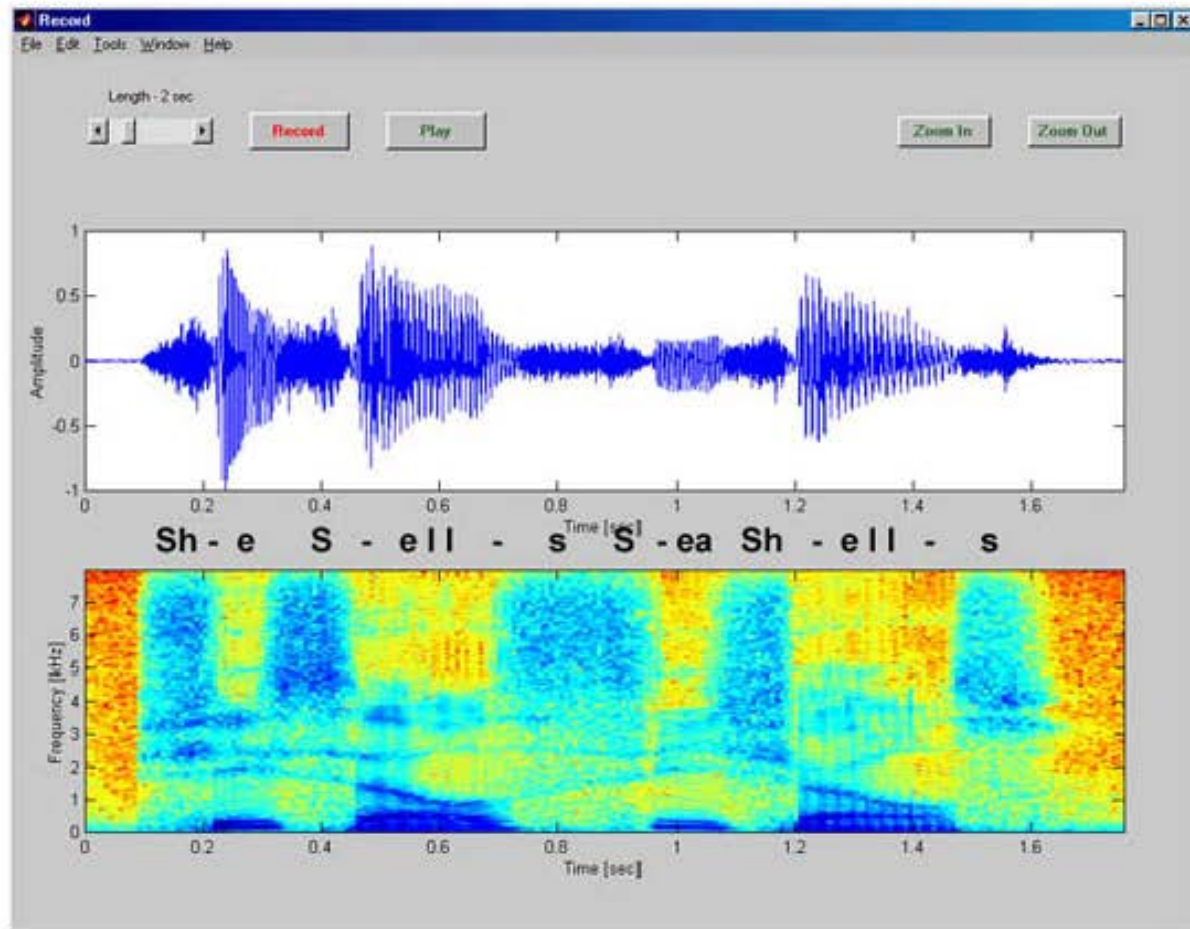 Record
File Edit Tools Window Help
Length - 2 sec
Record Play Zoom In Zoom Out
1
0.5
0
-0.5
-1
Amplitude
0 0.2 0.4 0.6 0.8 1 1.2 1.4 1.6
Time [sec]
Sh - e S - e l l - s S - ea Sh - e l l - s
7
6
5
4
3
2
1
0
Frequency [kHz]
0 0.2 0.4 0.6 0.8 1 1.2 1.4 1.6
Time [sec]